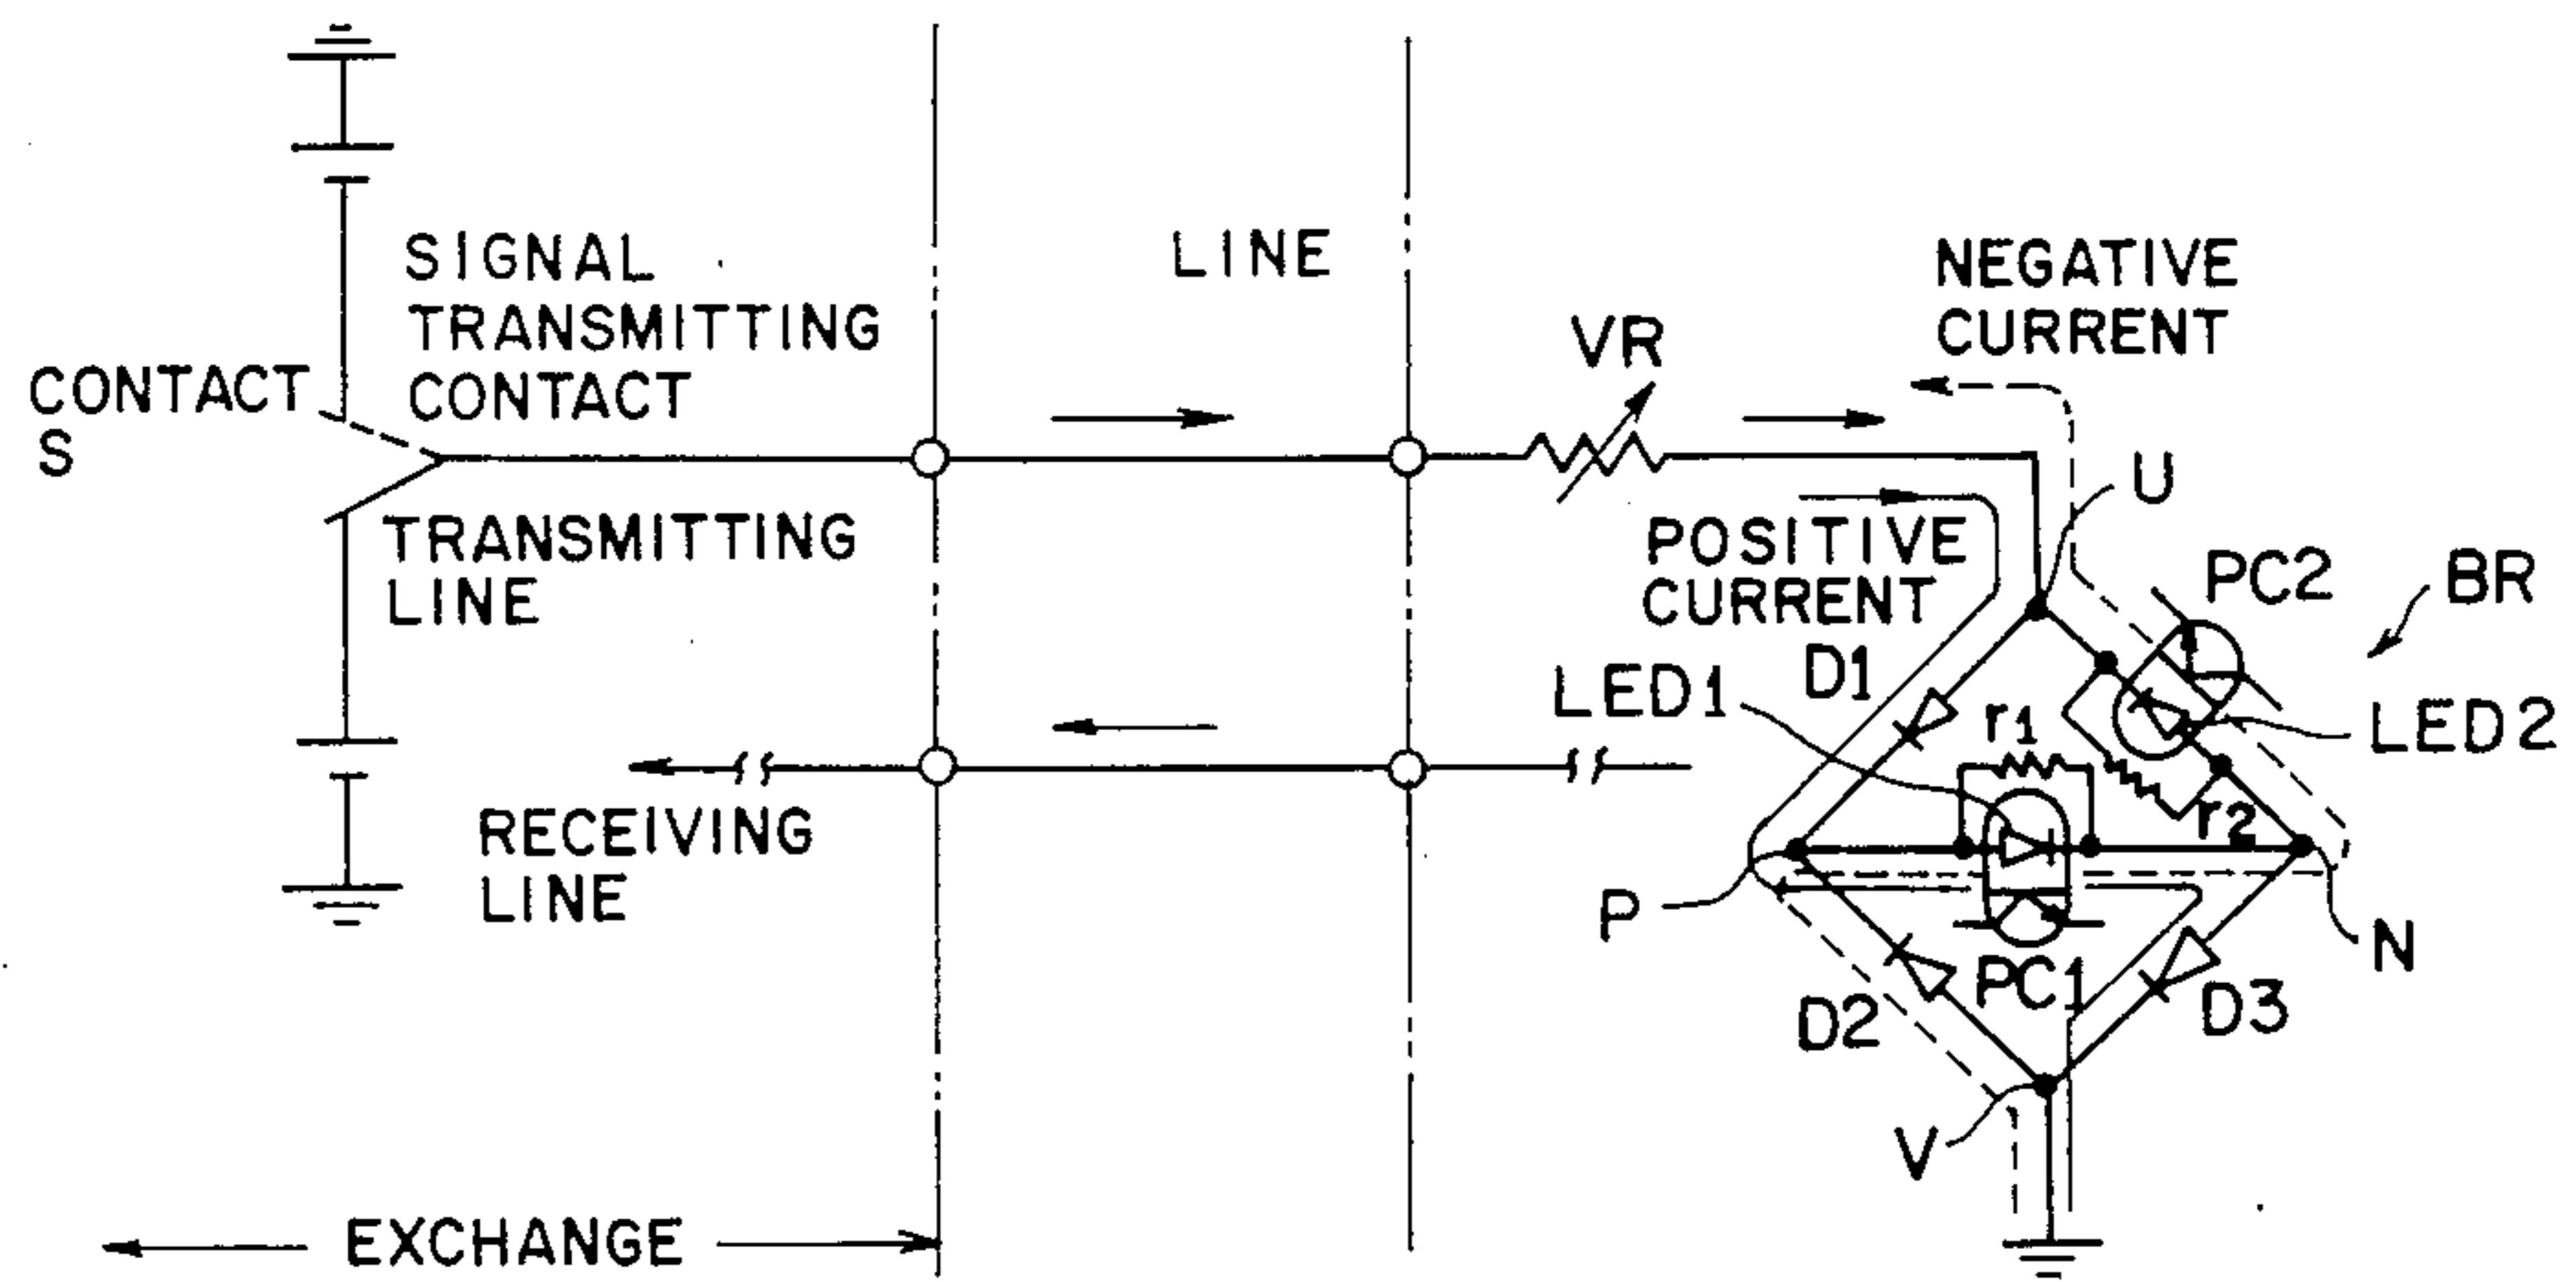 SIGNAL
TRANSMITTING
CONTACT
CONTACT
S
TRANSMITTING
LINE
RECEIVING
LINE
EXCHANGE
LINE
VR
NEGATIVE
CURRENT
POSITIVE
CURRENT
U
PC2
BR
D1
LED1
r1
LED2
r2
P
N
PC1
D2
D3
V